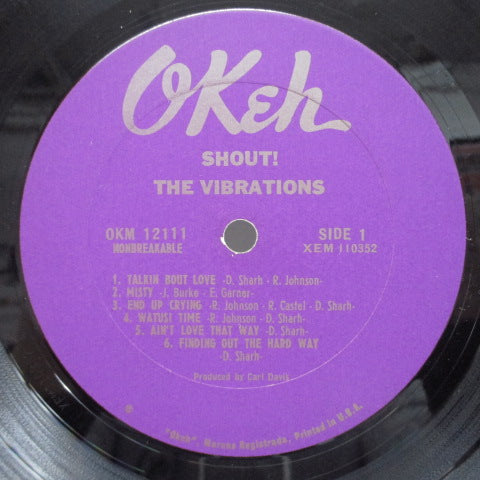 OKeh
SHOUT!
THE VIBRATIONS
OKM 12111 SIDE 1
NONBREAKABLE XEM 110352
1. TALKIN BOUT LOVE -D. Sharh - R. Johnson-
2. MISTY -J. Burke - E. Garner-
3. END UP CRYING -R. Johnson - R. Castel - D. Sharh-
4. WATUSI TIME -R. Johnson - D. Sharh-
5. AIN'T LOVE THAT WAY -D. Sharh-
6. FINDING OUT THE HARD WAY
-D. Sharh-
Produced by Carl Davis
℗ "Okeh", Marcas Registradas. Printed in U.S.A.